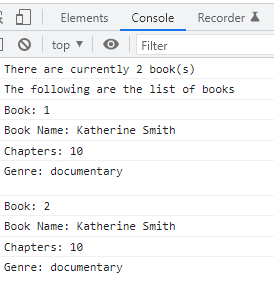 Elements Console Recorder
top Filter
There are currently 2 book(s)
The following are the list of books
Book: 1
Book Name: Katherine Smith
Chapters: 10
Genre: documentary
Book: 2
Book Name: Katherine Smith
Chapters: 10
Genre: documentary